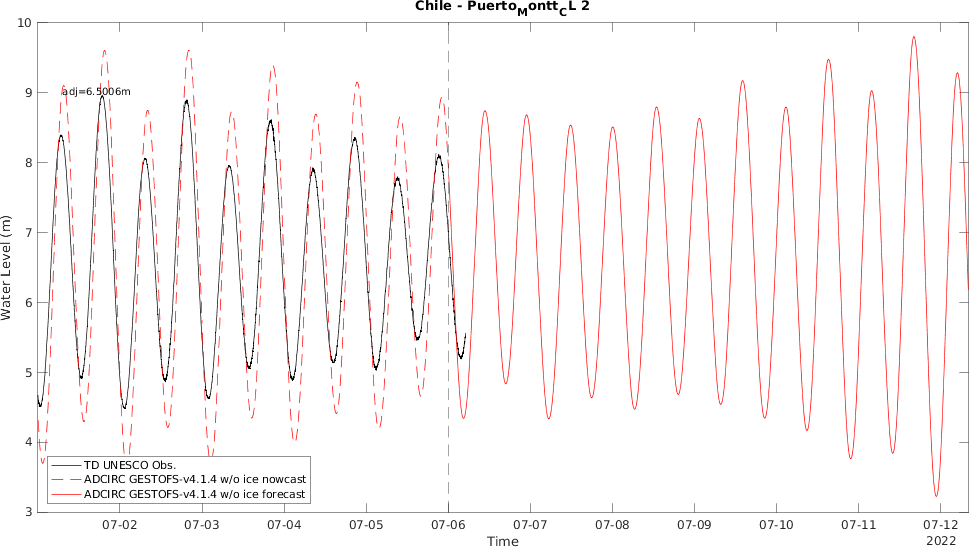 Chile - PuertoMonttCL 2
10
9
8
7
6
5
4
3
Water Level (m)
adj=6.5006m
TD UNESCO Obs.
ADCIRC GESTOFS-v4.1.4 w/o ice nowcast
ADCIRC GESTOFS-v4.1.4 w/o ice forecast
07-02 07-03 07-04 07-05 07-06 07-07 07-08 07-09 07-10 07-11 07-12
Time
2022